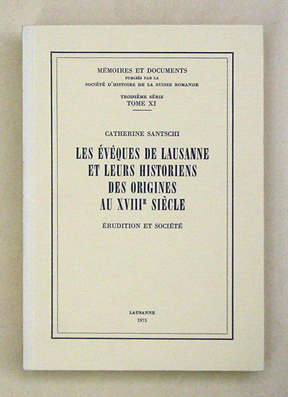 MÉMOIRES ET DOCUMENTS
PUBLIÉS PAR LA
SOCIÉTÉ D'HISTOIRE DE LA SUISSE ROMANDE
TROISIÈME SÉRIE
TOME XI
CATHERINE SANTSCHI
LES ÉVÊQUES DE LAUSANNE
ET LEURS HISTORIENS
DES ORIGINES
AU XVIIIᵉ SIÈCLE
ÉRUDITION ET SOCIÉTÉ
LAUSANNE
1975